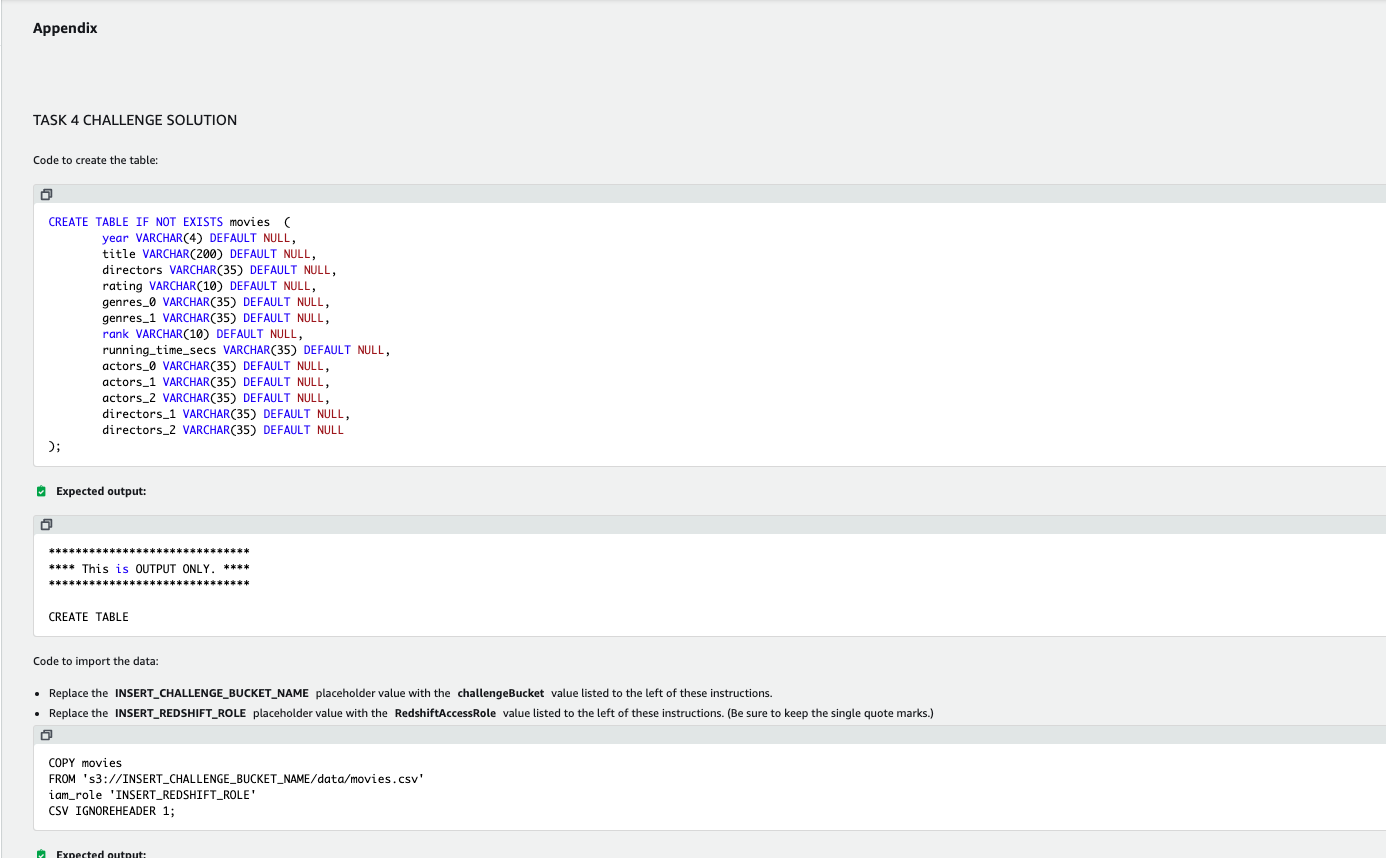 Appendix
TASK 4 CHALLENGE SOLUTION
Code to create the table:
CREATE TABLE IF NOT EXISTS movies  (
        year VARCHAR(4) DEFAULT NULL,
        title VARCHAR(200) DEFAULT NULL,
        directors VARCHAR(35) DEFAULT NULL,
        rating VARCHAR(10) DEFAULT NULL,
        genres_0 VARCHAR(35) DEFAULT NULL,
        genres_1 VARCHAR(35) DEFAULT NULL,
        rank VARCHAR(10) DEFAULT NULL,
        running_time_secs VARCHAR(35) DEFAULT NULL,
        actors_0 VARCHAR(35) DEFAULT NULL,
        actors_1 VARCHAR(35) DEFAULT NULL,
        actors_2 VARCHAR(35) DEFAULT NULL,
        directors_1 VARCHAR(35) DEFAULT NULL,
        directors_2 VARCHAR(35) DEFAULT NULL
);
Expected output:
******************************
**** This is OUTPUT ONLY. ****
******************************
CREATE TABLE
Code to import the data:
• Replace the INSERT_CHALLENGE_BUCKET_NAME placeholder value with the challengeBucket value listed to the left of these instructions.
• Replace the INSERT_REDSHIFT_ROLE placeholder value with the RedshiftAccessRole value listed to the left of these instructions. (Be sure to keep the single quote marks.)
COPY movies
FROM 's3://INSERT_CHALLENGE_BUCKET_NAME/data/movies.csv'
iam_role 'INSERT_REDSHIFT_ROLE'
CSV IGNOREHEADER 1;
Expected output: